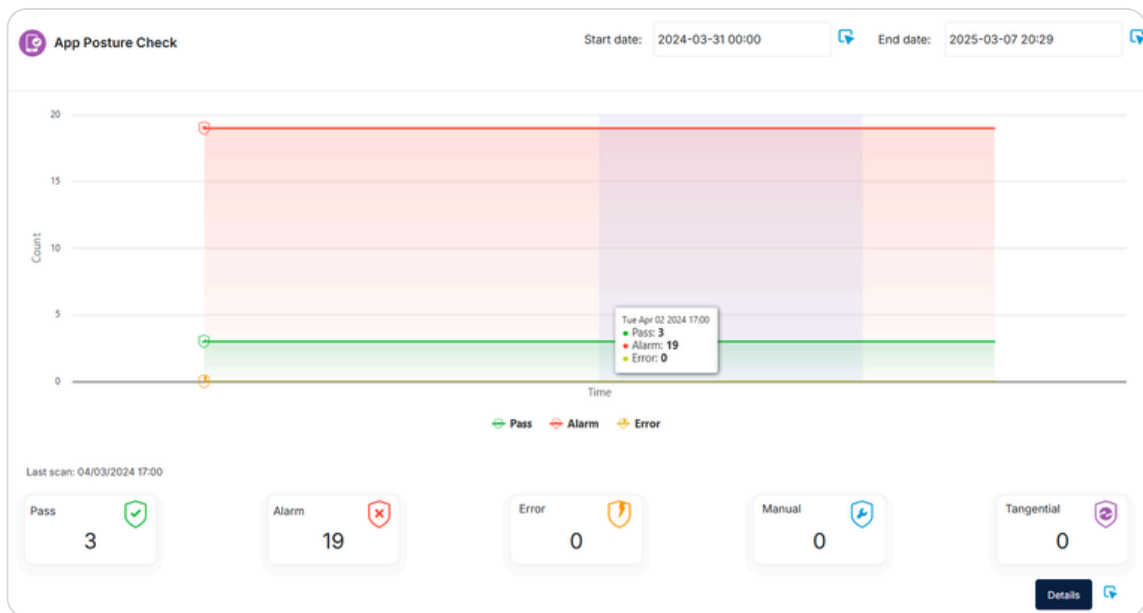 App Posture Check
Start date: 2024-03-31 00:00 End date: 2025-03-07 20:29
20
15
Count
10
5
Tue Apr 02 2024 17:00
Pass: 3
Alarm: 19
Error: 0
0
Time
Pass Alarm Error
Last scan: 04/03/2024 17:00
Pass
3
Alarm
19
Error
0
Manual
0
Tangential
0
Details